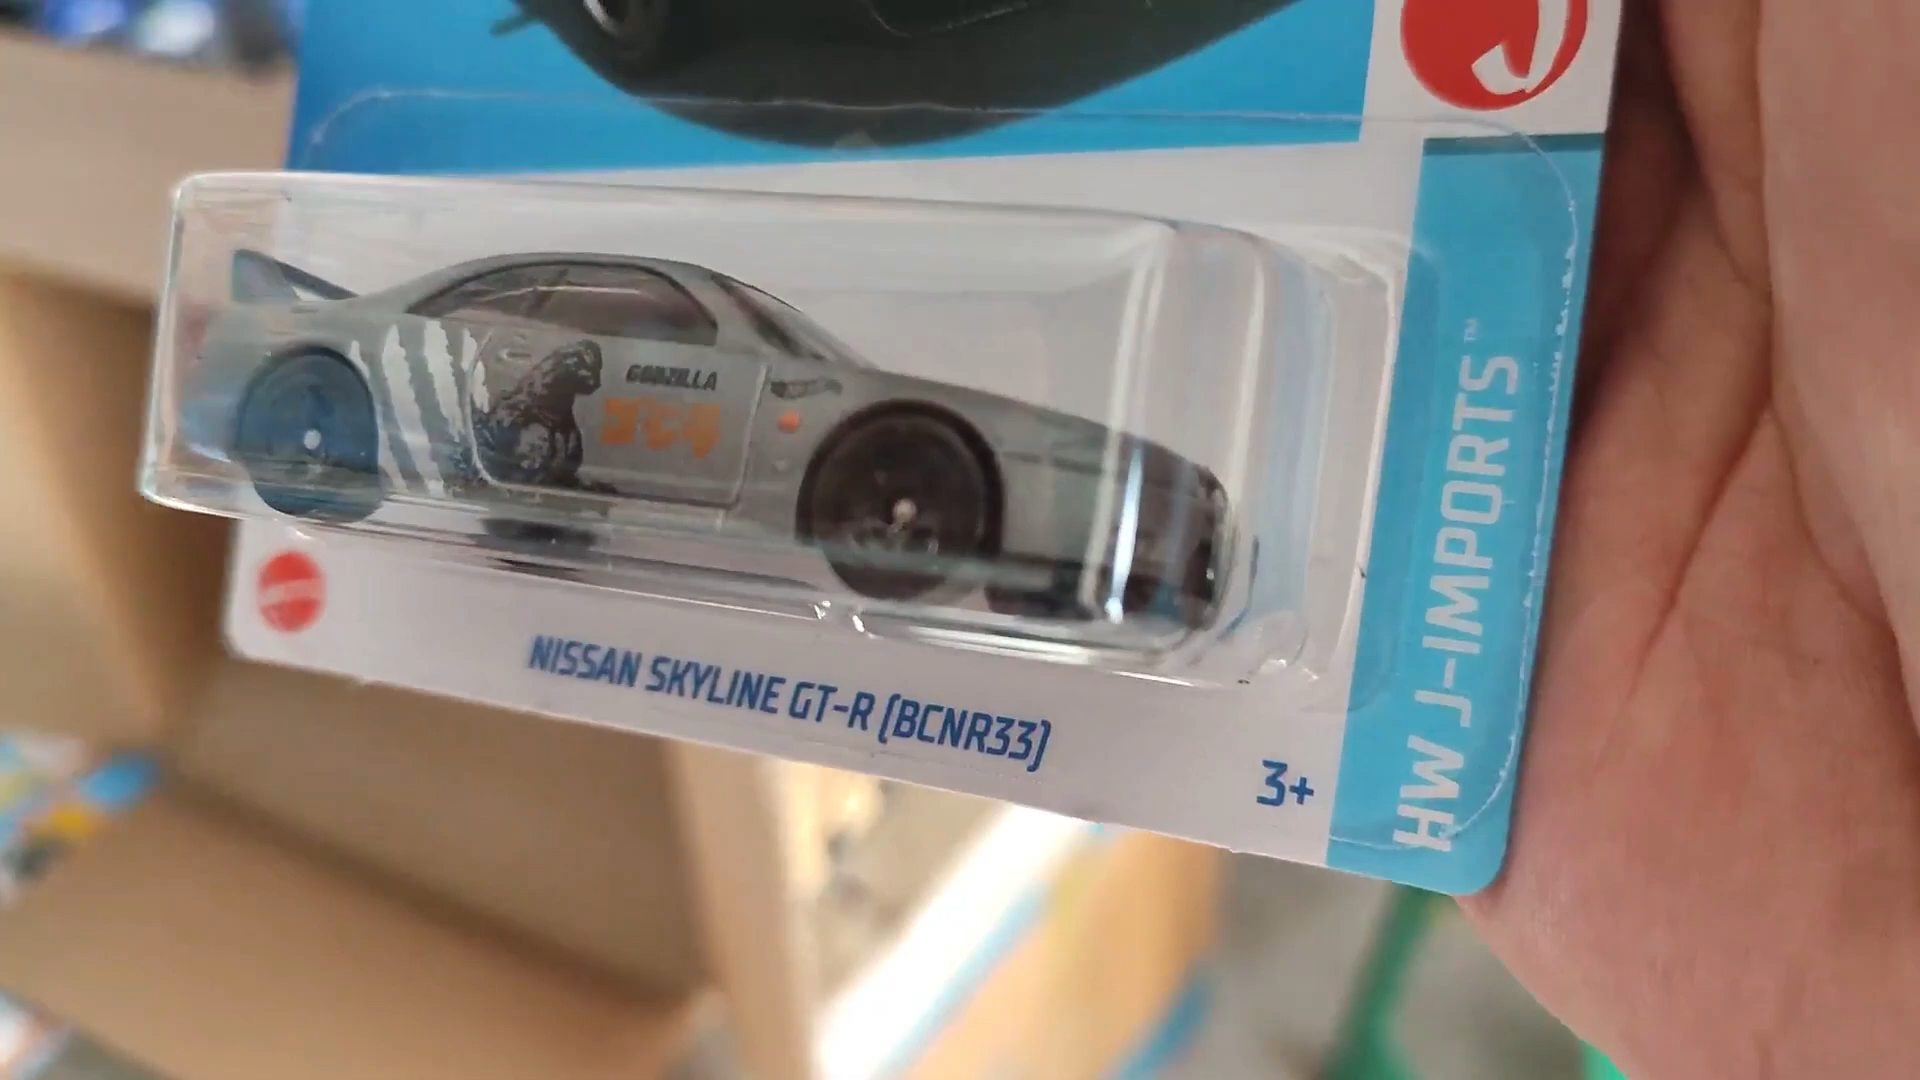 GODZILLA
ゴジラ
NISSAN SKYLINE GT-R (BCNR33)
3+
HW J-IMPORTS™